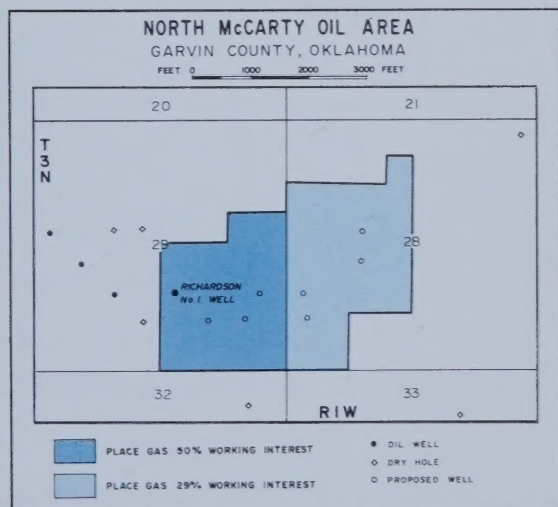 NORTH McCARTY OIL AREA
GARVIN COUNTY, OKLAHOMA
FEET 0 1000 2000 3000 FEET
20 21
T
3
N
29 28
RICHARDSON
No. 1. WELL
32 33
R I W
PLACE GAS 50% WORKING INTEREST
PLACE GAS 29% WORKING INTEREST
OIL WELL
DRY HOLE
PROPOSED WELL